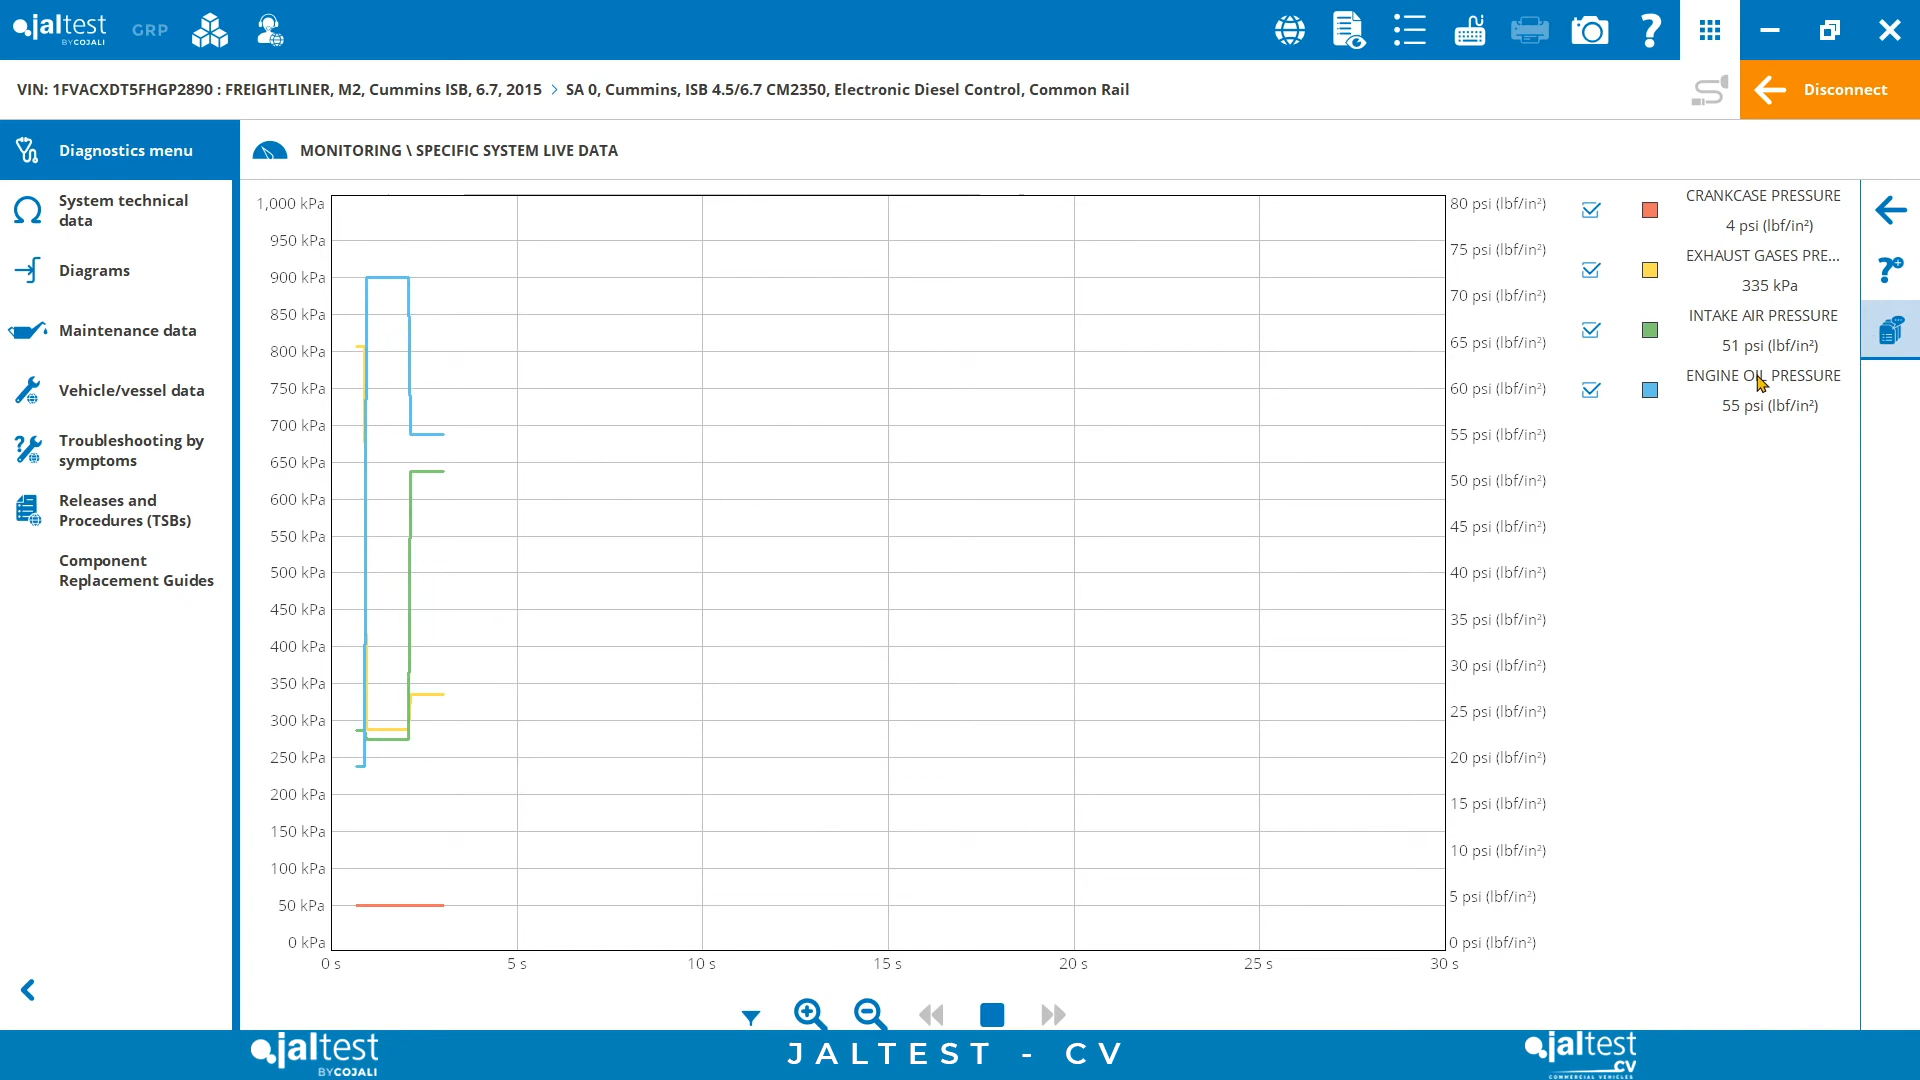 jaltest
BY COJALI
GRP
VIN: 1FVACXDT5FHGP2890 : FREIGHTLINER, M2, Cummins ISB, 6.7, 2015 > SA 0, Cummins, ISB 4.5/6.7 CM2350, Electronic Diesel Control, Common Rail
Disconnect
Diagnostics menu
System technical
data
Diagrams
Maintenance data
Vehicle/vessel data
Troubleshooting by
symptoms
Releases and
Procedures (TSBs)
Component
Replacement Guides
MONITORING \ SPECIFIC SYSTEM LIVE DATA
1,000 kPa
950 kPa
900 kPa
850 kPa
800 kPa
750 kPa
700 kPa
650 kPa
600 kPa
550 kPa
500 kPa
450 kPa
400 kPa
350 kPa
300 kPa
250 kPa
200 kPa
150 kPa
100 kPa
50 kPa
0 kPa
0 s
5 s
10 s
15 s
20 s
25 s
30 s
80 psi (lbf/in²)
75 psi (lbf/in²)
70 psi (lbf/in²)
65 psi (lbf/in²)
60 psi (lbf/in²)
55 psi (lbf/in²)
50 psi (lbf/in²)
45 psi (lbf/in²)
40 psi (lbf/in²)
35 psi (lbf/in²)
30 psi (lbf/in²)
25 psi (lbf/in²)
20 psi (lbf/in²)
15 psi (lbf/in²)
10 psi (lbf/in²)
5 psi (lbf/in²)
0 psi (lbf/in²)
CRANKCASE PRESSURE
4 psi (lbf/in²)
EXHAUST GASES PRE...
335 kPa
INTAKE AIR PRESSURE
51 psi (lbf/in²)
ENGINE OIL PRESSURE
55 psi (lbf/in²)
jaltest
BY COJALI
JALTEST - CV
jaltest
CV
COMMERCIAL VEHICLES